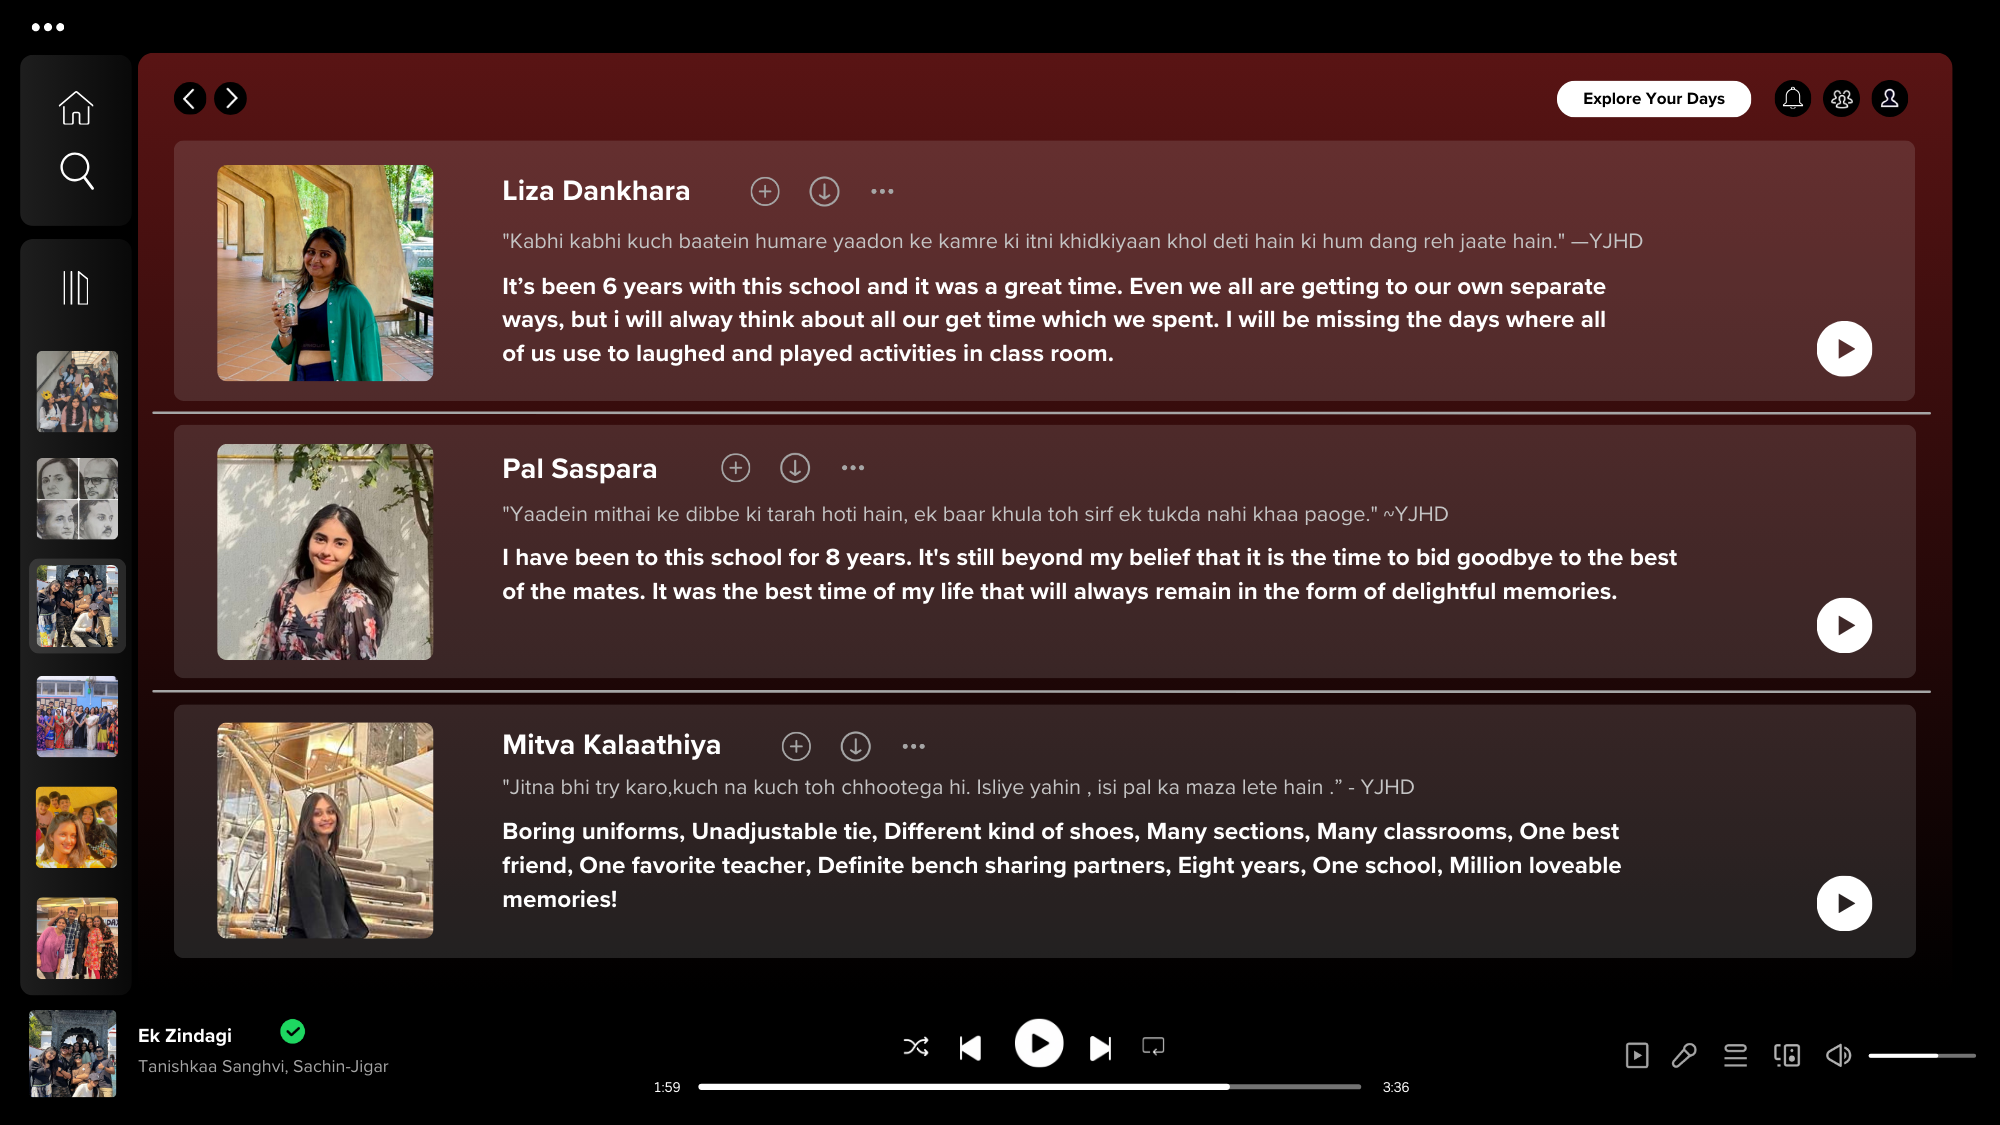 Explore Your Days
Liza Dankhara
"Kabhi kabhi kuch baatein humare yaadon ke kamre ki itni khidkiyaan khol deti hain ki hum dang reh jaate hain." —YJHD
It’s been 6 years with this school and it was a great time. Even we all are getting to our own separate
ways, but i will alway think about all our get time which we spent. I will be missing the days where all
of us use to laughed and played activities in class room.
Pal Saspara
"Yaadein mithai ke dibbe ki tarah hoti hain, ek baar khula toh sirf ek tukda nahi khaa paoge." ~YJHD
I have been to this school for 8 years. It's still beyond my belief that it is the time to bid goodbye to the best
of the mates. It was the best time of my life that will always remain in the form of delightful memories.
Mitva Kalaathiya
"Jitna bhi try karo,kuch na kuch toh chhootega hi. Isliye yahin , isi pal ka maza lete hain .” - YJHD
Boring uniforms, Unadjustable tie, Different kind of shoes, Many sections, Many classrooms, One best
friend, One favorite teacher, Definite bench sharing partners, Eight years, One school, Million loveable
memories!
Ek Zindagi
Tanishkaa Sanghvi, Sachin-Jigar
1:59
3:36